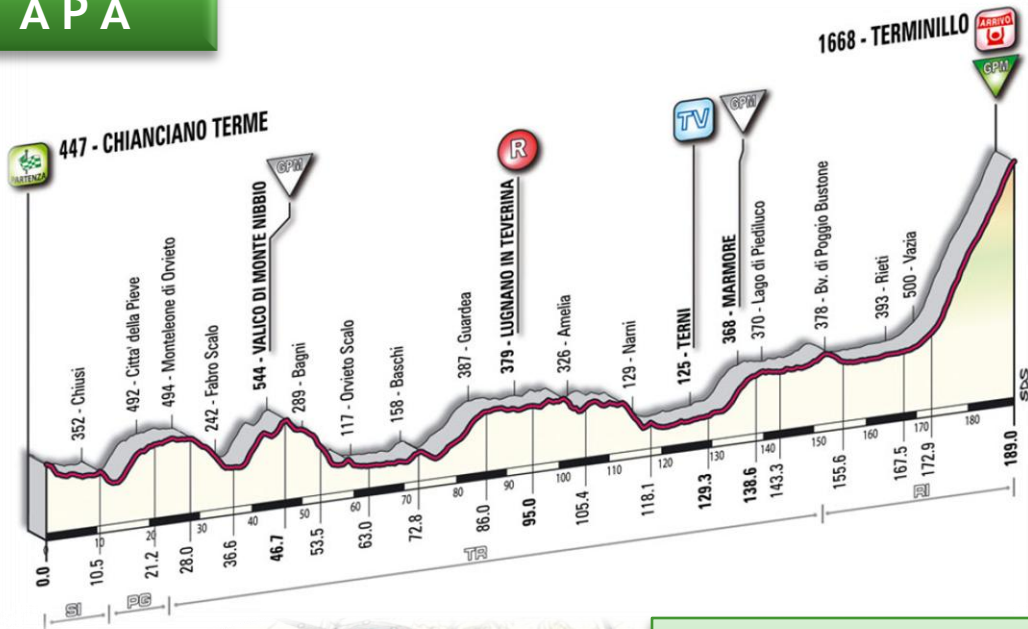 APA
447 - CHIANCIANO TERME
PARTENZA
352 - Chiusi
492 - Citta' della Pieve
494 - Monteleone di Orvieto
242 - Fabro Scalo
544 - VALICO DI MONTE NIBBIO
GPM
289 - Bagni
117 - Orvieto Scalo
158 - Baschi
387 - Guardea
379 - LUGNANO IN TEVERINA
R
326 - Amelia
129 - Narni
125 - TERNI
TV
368 - MARMORE
GPM
370 - Lago di Piediluco
378 - Bv. di Poggio Bustone
393 - Rieti
500 - Vazia
1668 - TERMINILLO
ARRIVO
GPM
SDS
0 10 20 30 40 50 60 70 80 90 100 110 120 130 140 150 160 170 180
0.0 10.5 21.2 28.0 36.6 46.7 53.5 63.0 72.8 86.0 95.0 105.4 118.1 129.3 138.6 143.3 155.6 167.5 172.9 189.0
SI PG TR RI